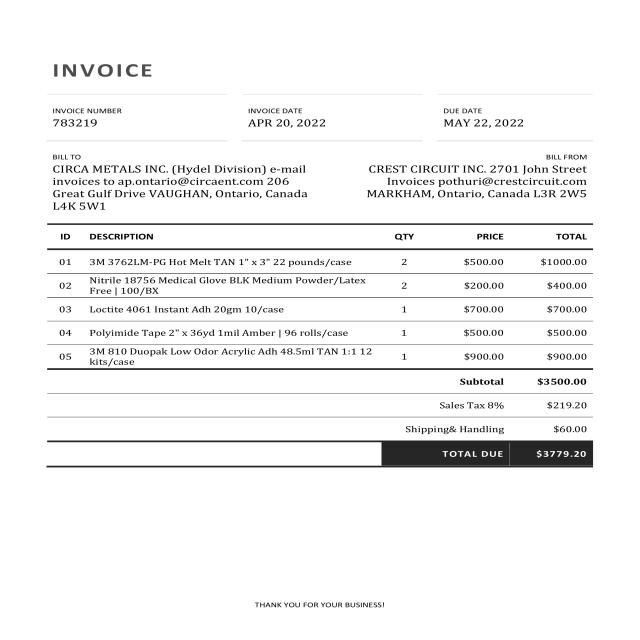 INVOICE
INVOICE NUMBER
783219
INVOICE DATE
APR 20, 2022
DUE DATE
MAY 22, 2022
BILL TO
CIRCA METALS INC. (Hydel Division) e-mail
invoices to ap.ontario@circaent.com 206
Great Gulf Drive VAUGHAN, Ontario, Canada
L4K 5W1
BILL FROM
CREST CIRCUIT INC. 2701 John Street
Invoices pothuri@crestcircuit.com
MARKHAM, Ontario, Canada L3R 2W5
ID DESCRIPTION QTY PRICE TOTAL
01 3M 3762LM-PG Hot Melt TAN 1" x 3" 22 pounds/case 2 $500.00 $1000.00
02 Nitrile 18756 Medical Glove BLK Medium Powder/Latex
Free | 100/BX 2 $200.00 $400.00
03 Loctite 4061 Instant Adh 20gm 10/case 1 $700.00 $700.00
04 Polyimide Tape 2" x 36yd 1mil Amber | 96 rolls/case 1 $500.00 $500.00
05 3M 810 Duopak Low Odor Acrylic Adh 48.5ml TAN 1:1 12
kits/case 1 $900.00 $900.00
Subtotal $3500.00
Sales Tax 8% $219.20
Shipping& Handling $60.00
TOTAL DUE $3779.20
THANK YOU FOR YOUR BUSINESS!